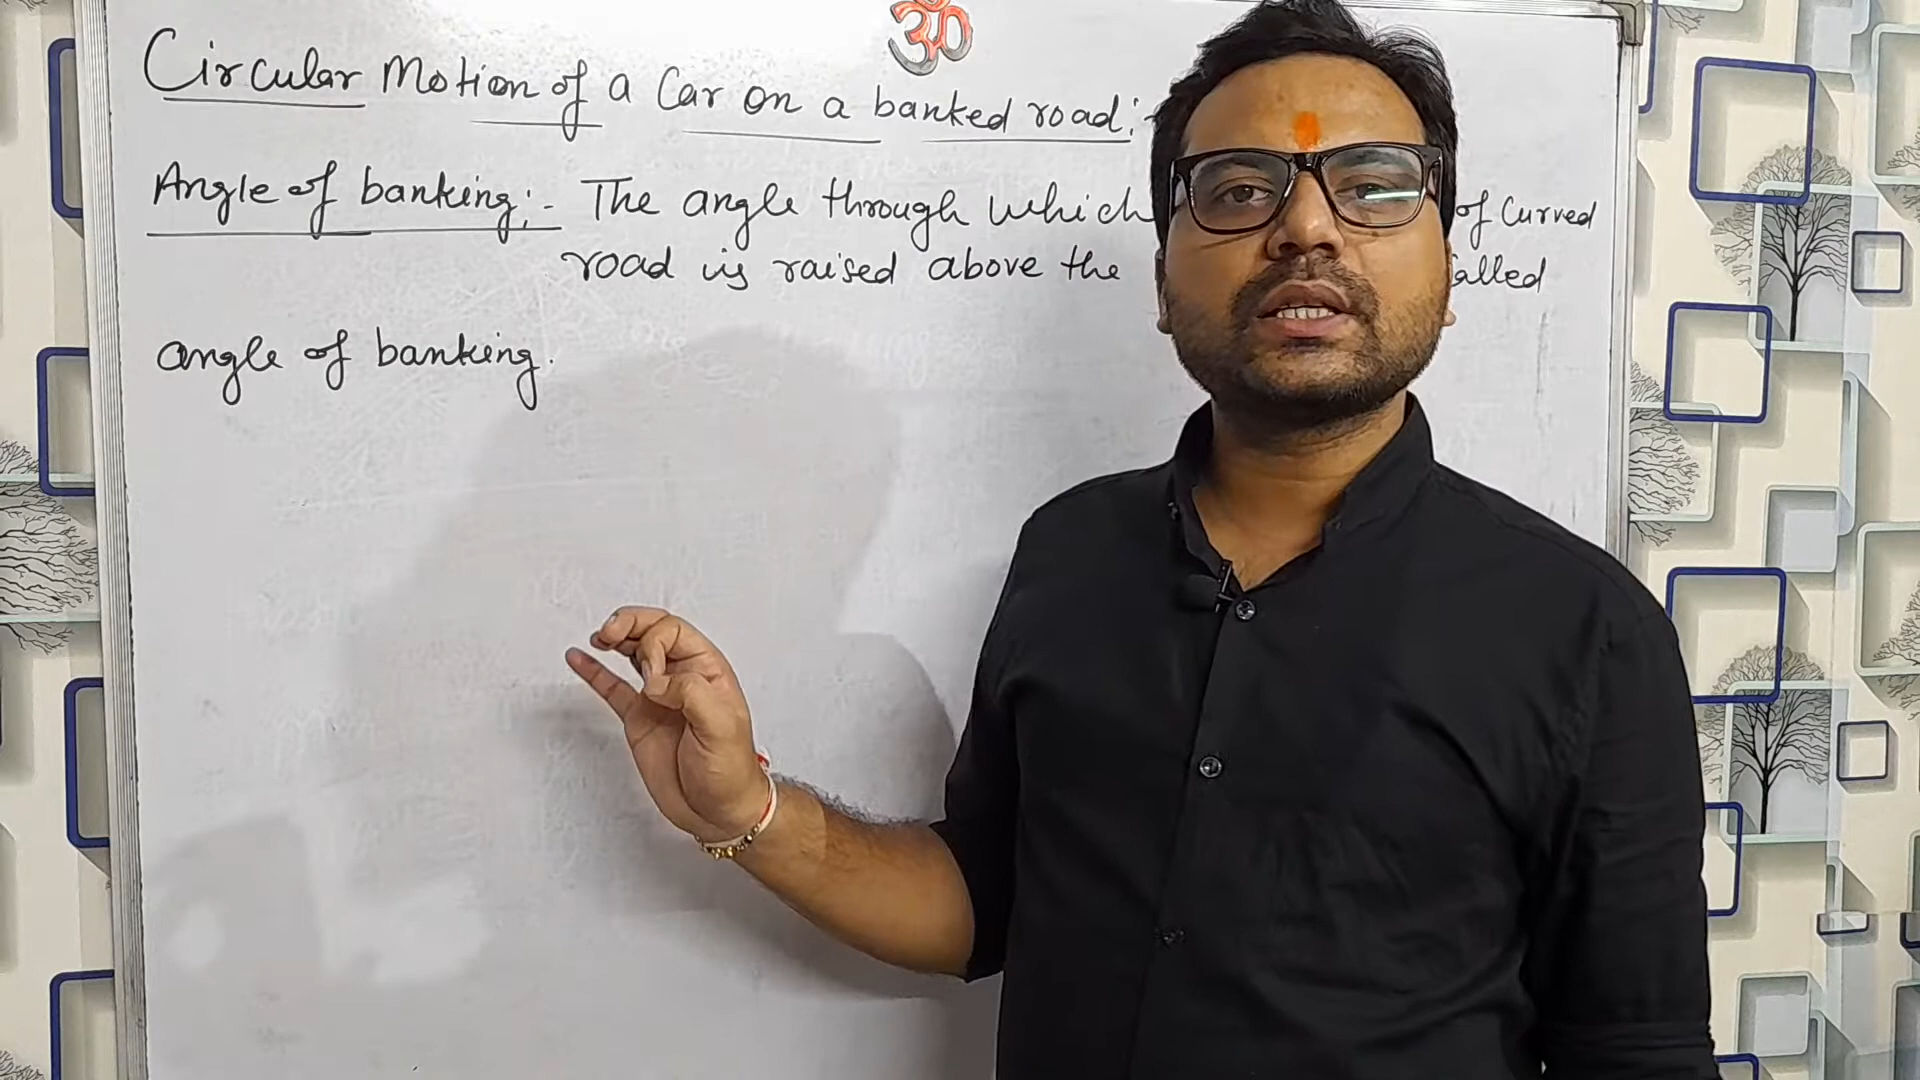 ॐ
Circular Motion of a Car on a banked road:-
Angle of banking:- The angle through which of curved
road is raised above the alled
angle of banking.